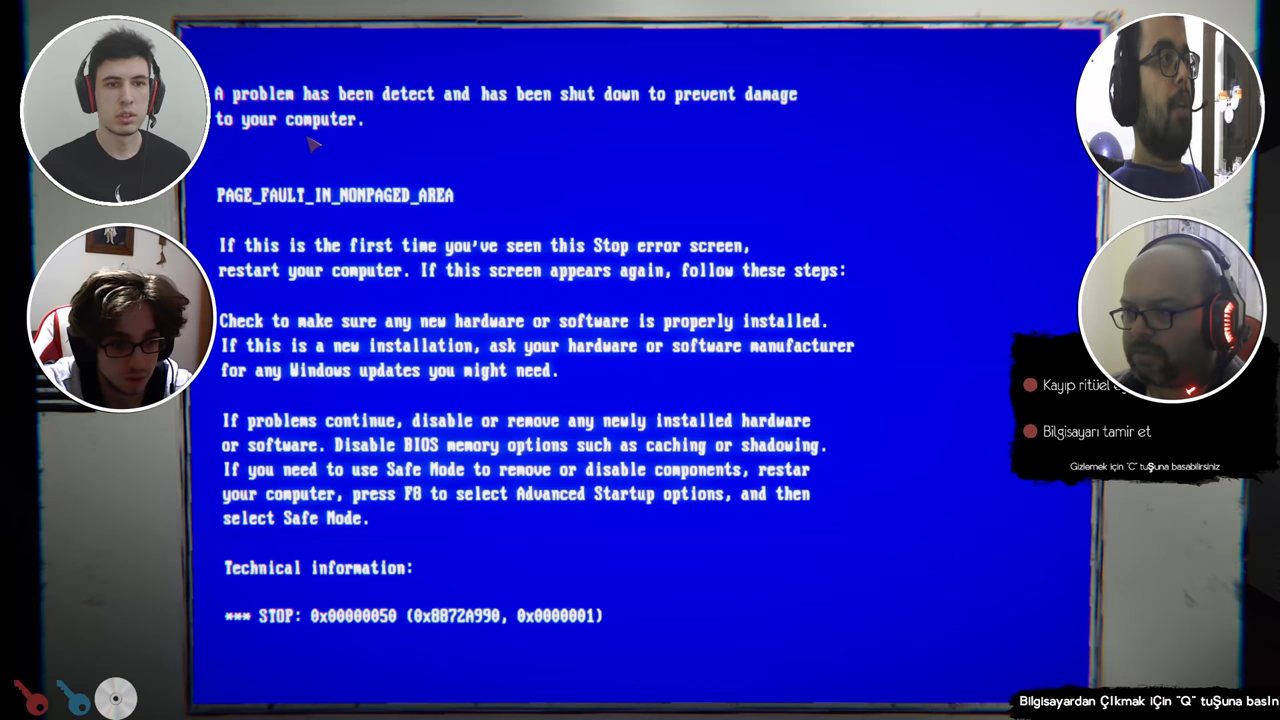 A problem has been detect and has been shut down to prevent damage
to your computer.
PAGE_FAULT_IN_NONPAGED_AREA
If this is the first time you've seen this Stop error screen,
restart your computer. If this screen appears again, follow these steps:
Check to make sure any new hardware or software is properly installed.
If this is a new installation, ask your hardware or software manufacturer
for any Windows updates you might need.
If problems continue, disable or remove any newly installed hardware
or software. Disable BIOS memory options such as caching or shadowing.
If you need to use Safe Mode to remove or disable components, restar
your computer, press F8 to select Advanced Startup options, and then
select Safe Mode.
Technical information:
*** STOP: 0x00000050 (0x8872A990, 0x0000001)
Kayıp ritüel
Bilgisayarı tamir et
Gizlemek için "C" tuşuna basabilirsiniz
Bilgisayardan Çıkmak İçin "Q" tuŞuna basın